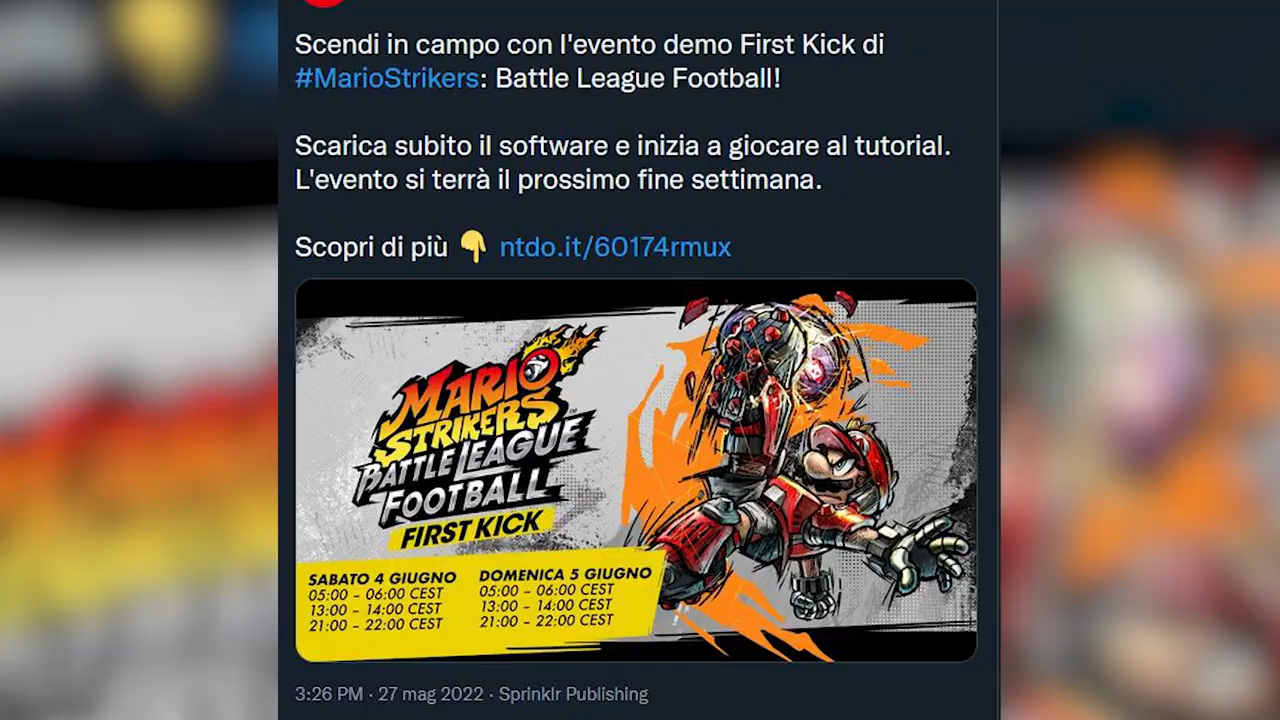 Scendi in campo con l'evento demo First Kick di
#MarioStrikers: Battle League Football!
Scarica subito il software e inizia a giocare al tutorial.
L'evento si terrà il prossimo fine settimana.
Scopri di più 👇 ntdo.it/60174rmux
MARIO
STRIKERS
BATTLE LEAGUE
FOOTBALL
FIRST KICK
SABATO 4 GIUGNO
05:00 – 06:00 CEST
13:00 – 14:00 CEST
21:00 – 22:00 CEST
DOMENICA 5 GIUGNO
05:00 – 06:00 CEST
13:00 – 14:00 CEST
21:00 – 22:00 CEST
3:26 PM · 27 mag 2022 · Sprinklr Publishing